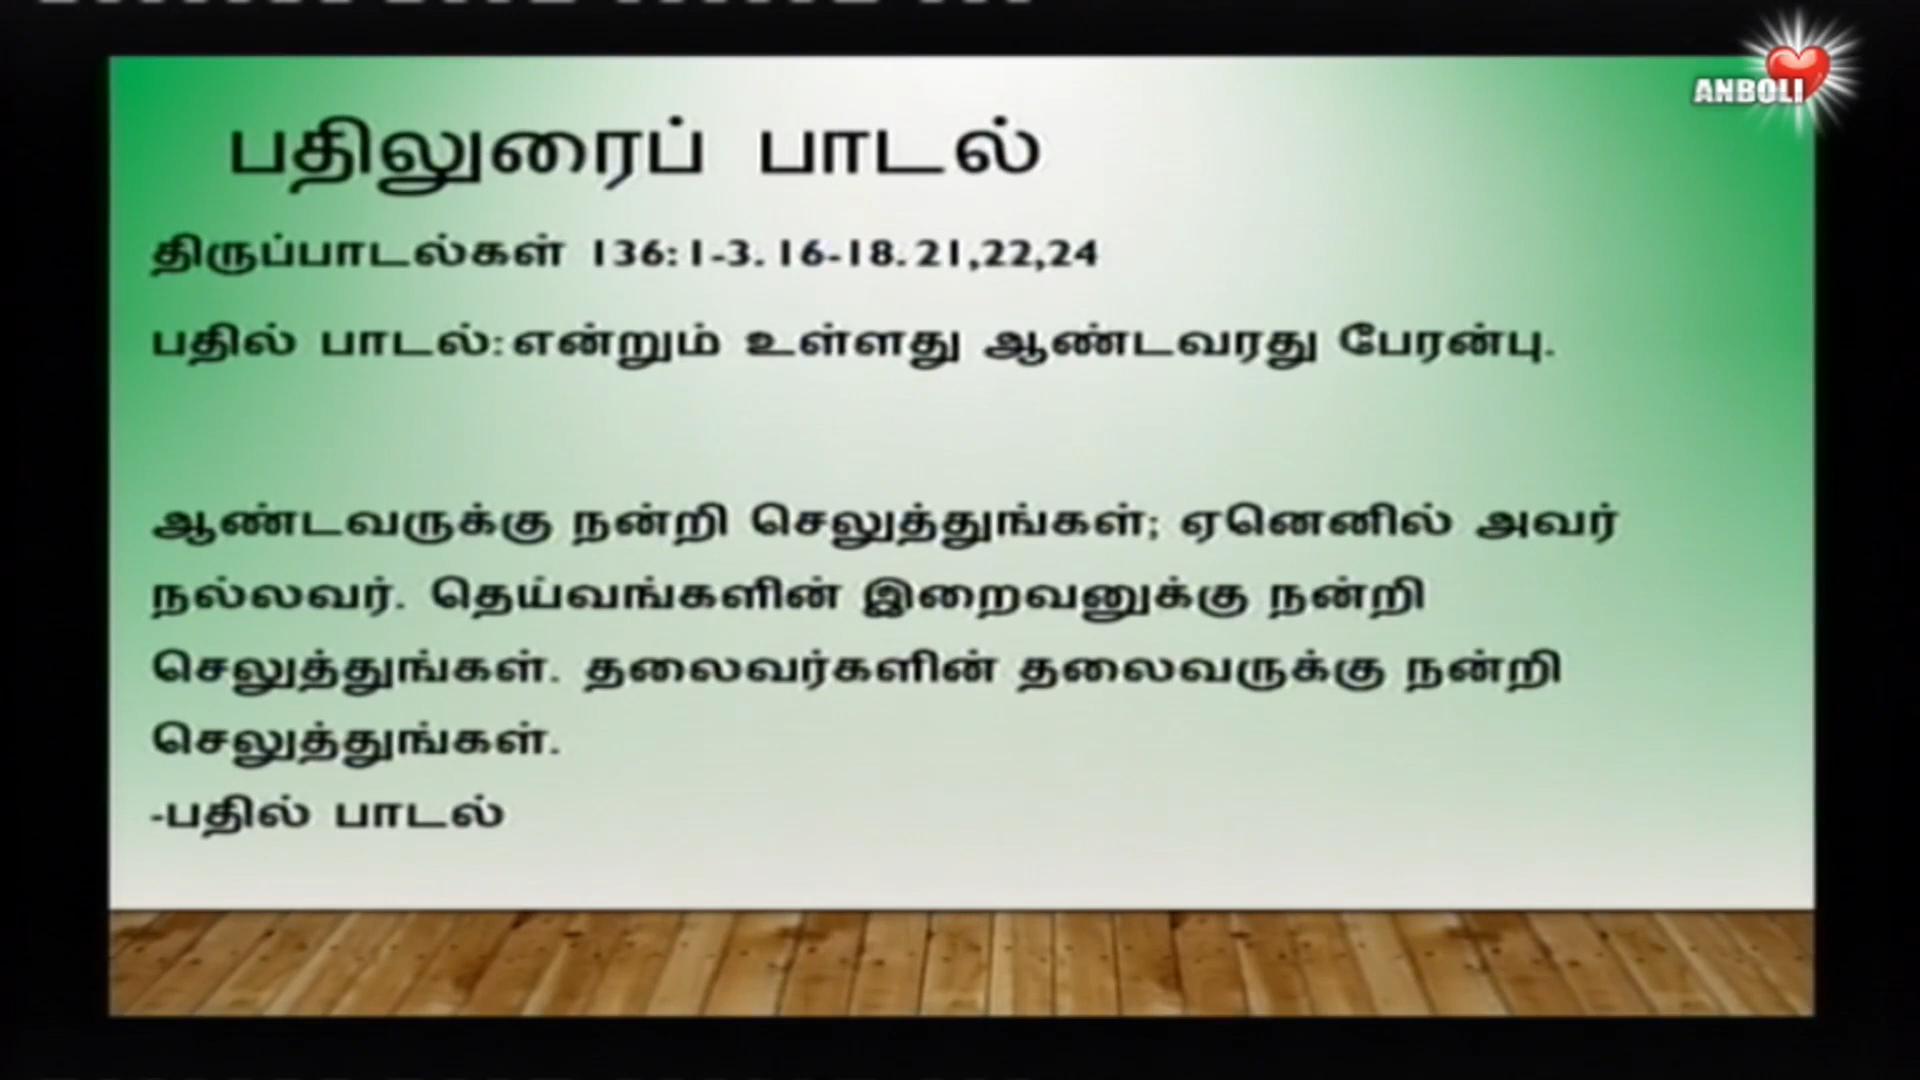 ANBOLI
பதிலுரைப் பாடல்
திருப்பாடல்கள் 136:1-3.16-18.21,22,24
பதில் பாடல்:என்றும் உள்ளது ஆண்டவரது பேரன்பு.
ஆண்டவருக்கு நன்றி செலுத்துங்கள்; ஏனெனில் அவர்
நல்லவர். தெய்வங்களின் இறைவனுக்கு நன்றி
செலுத்துங்கள். தலைவர்களின் தலைவருக்கு நன்றி
செலுத்துங்கள்.
-பதில் பாடல்